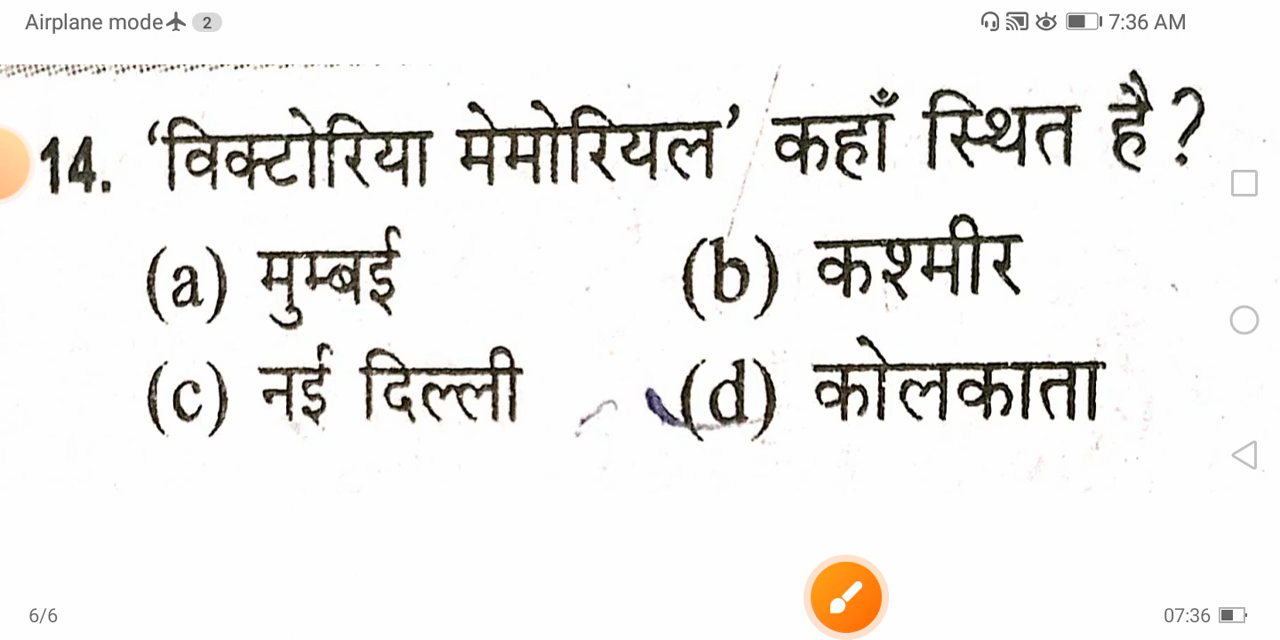 Airplane mode 2 7:36 AM
14. 'विक्टोरिया मेमोरियल' कहाँ स्थित है?
(a) मुम्बई (b) कश्मीर
(c) नई दिल्ली (d) कोलकाता
6/6 07:36